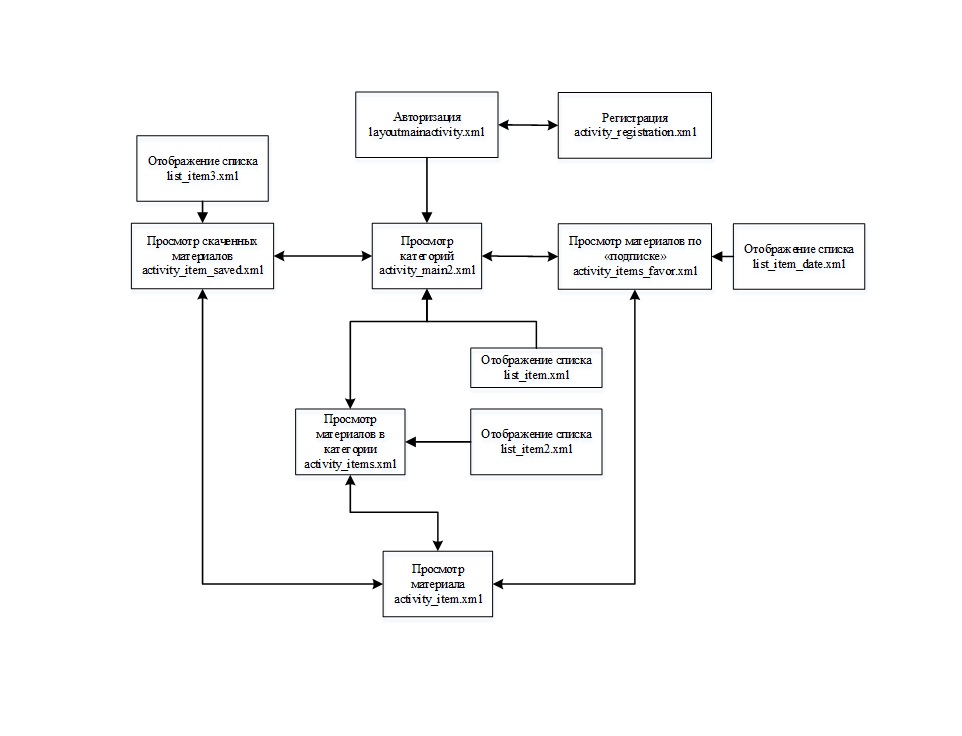 Авторизация
layoutmainactivity.xml
Регистрация
activity_registration.xml
Отображение списка
list_item3.xml
Просмотр скаченных
материалов
activity_item_saved.xml
Просмотр
категорий
activity_main2.xml
Просмотр материалов по
«подписке»
activity_items_favor.xml
Отображение списка
list_item_date.xml
Отображение списка
list_item.xml
Просмотр
материалов в
категории
activity_items.xml
Отображение списка
list_item2.xml
Просмотр
материала
activity_item.xml